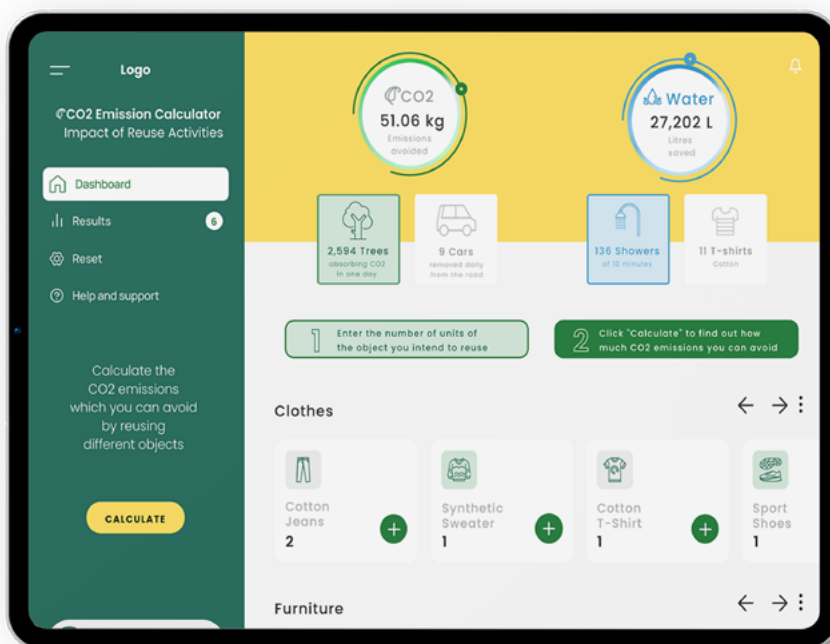 Logo
CO2 Emission Calculator
Impact of Reuse Activities
Dashboard
Results
6
Reset
Help and support
Calculate the
CO2 emissions
which you can avoid
by reusing
different objects
CALCULATE
CO2
51.06 kg
Emissions
avoided
Water
27,202 L
Litres
saved
2,594 Trees
absorbing CO2
in one day.
9 Cars
removed daily
from the road
136 Showers
of 10 minutes
11 T-shirts
Cotton
1
Enter the number of units of
the object you intend to reuse
2
Click "Calculate" to find out how
much CO2 emissions you can avoid
Clothes
Cotton
Jeans
2
Synthetic
Sweater
1
Cotton
T-Shirt
1
Sport
Shoes
1
Furniture